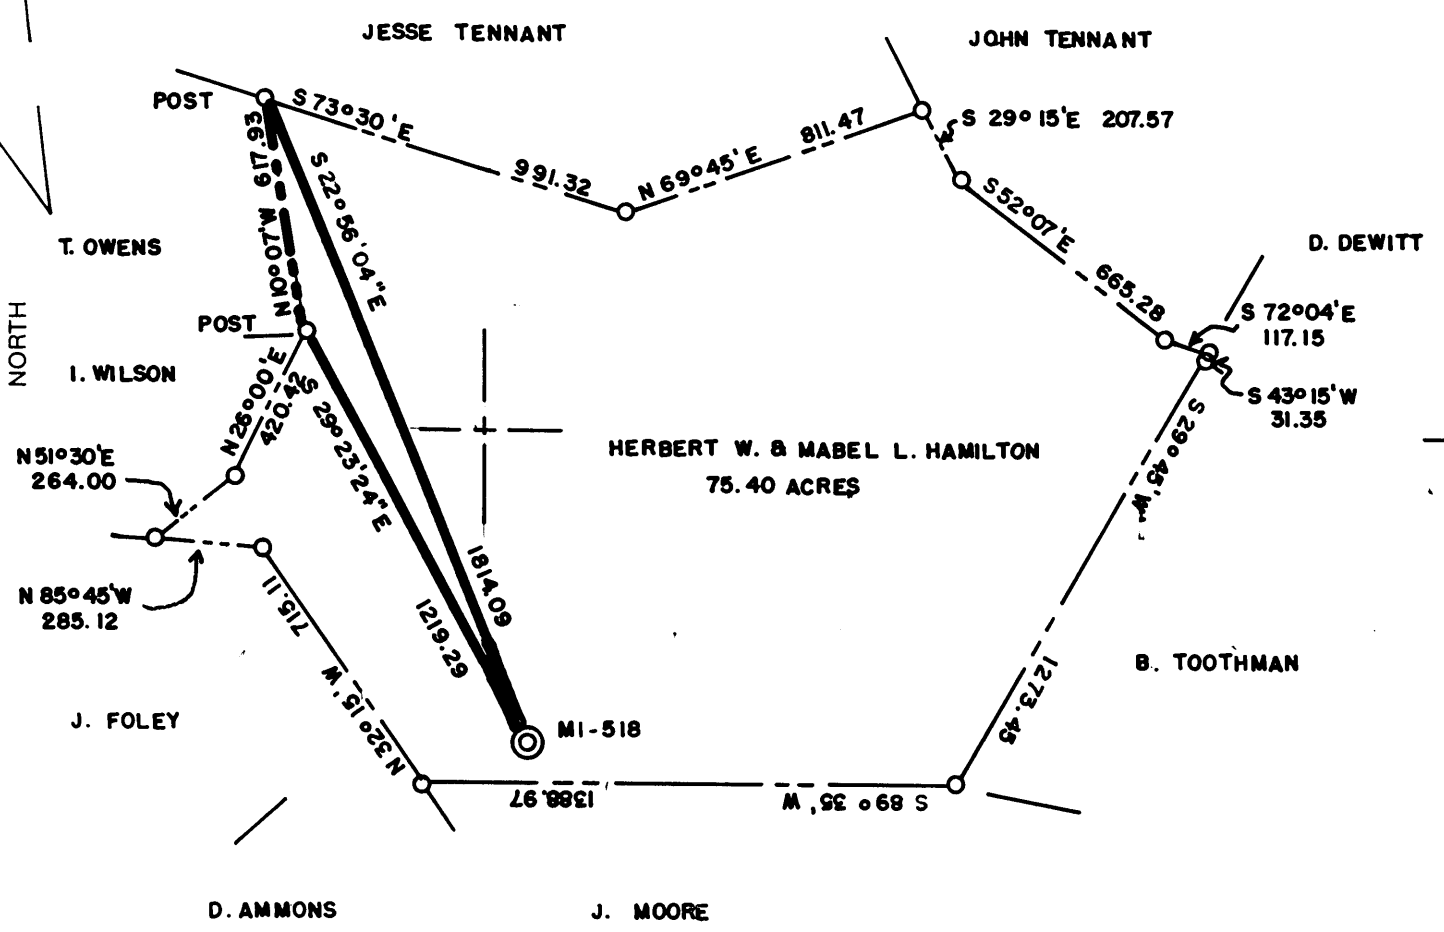 JESSE TENNANT
JOHN TENNANT
POST
S 73°30'E
991.32
N 69°45'E
811.47
S 29°15'E 207.57
617.93
N10°07'W
S 22°56'04"E
1814.09
S52°07'E
665.28
T. OWENS
D. DEWITT
NORTH
POST
S 72°04'E
117.15
I. WILSON
N26°00'E
420.42
S 29°23'24"E
1219.29
S 43°15'W
31.35
HERBERT W. & MABEL L. HAMILTON
75.40 ACRES
S 29°45'W
1273.45
N51°30'E
264.00
N 85°45'W
285.12
715.11
N 32°15'W
B. TOOTHMAN
J. FOLEY
MI-518
1388.97
S 89°35'W
D. AMMONS
J. MOORE